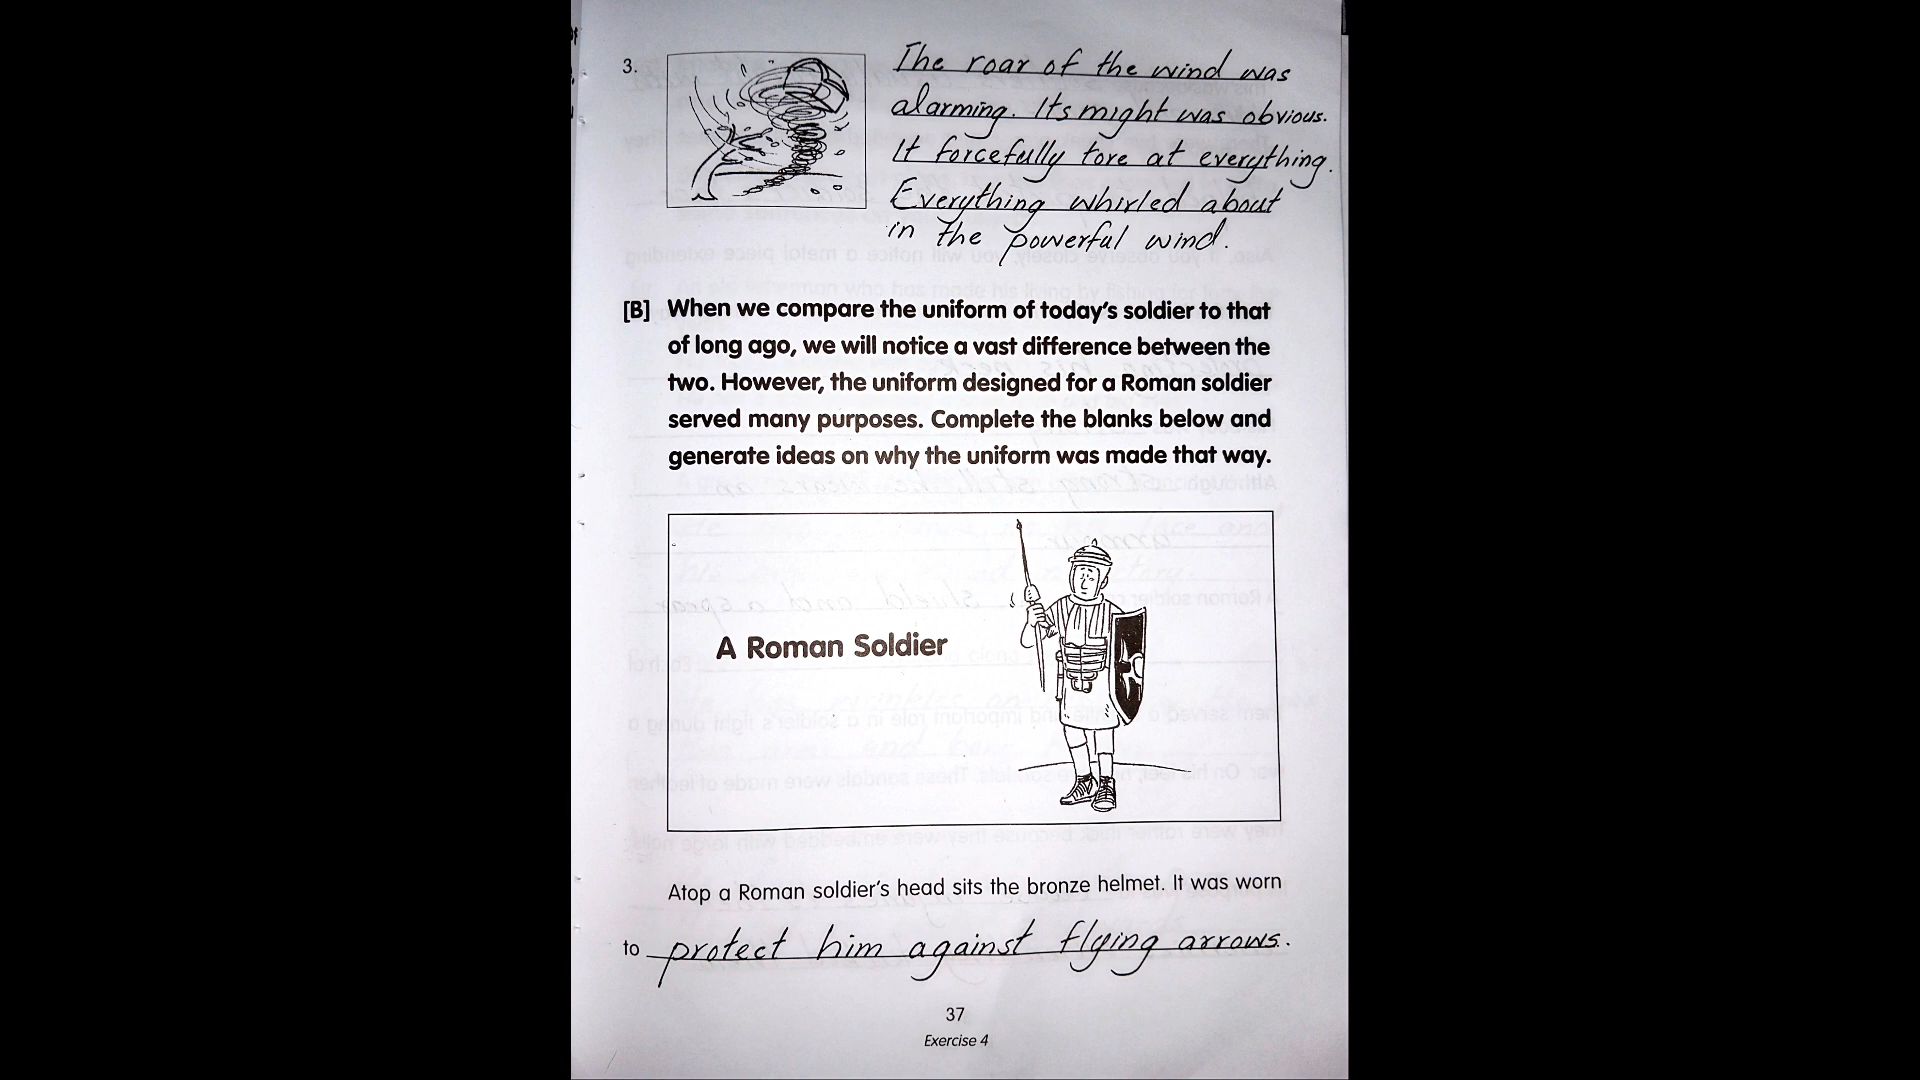 3. The roar of the wind was
alarming. Its might was obvious.
It forcefully tore at everything.
Everything whirled about
in the powerful wind.
[B] When we compare the uniform of today's soldier to that
of long ago, we will notice a vast difference between the
two. However, the uniform designed for a Roman soldier
served many purposes. Complete the blanks below and
generate ideas on why the uniform was made that way.
A Roman Soldier
Atop a Roman soldier's head sits the bronze helmet. It was worn
to protect him against flying arrows.
37
Exercise 4